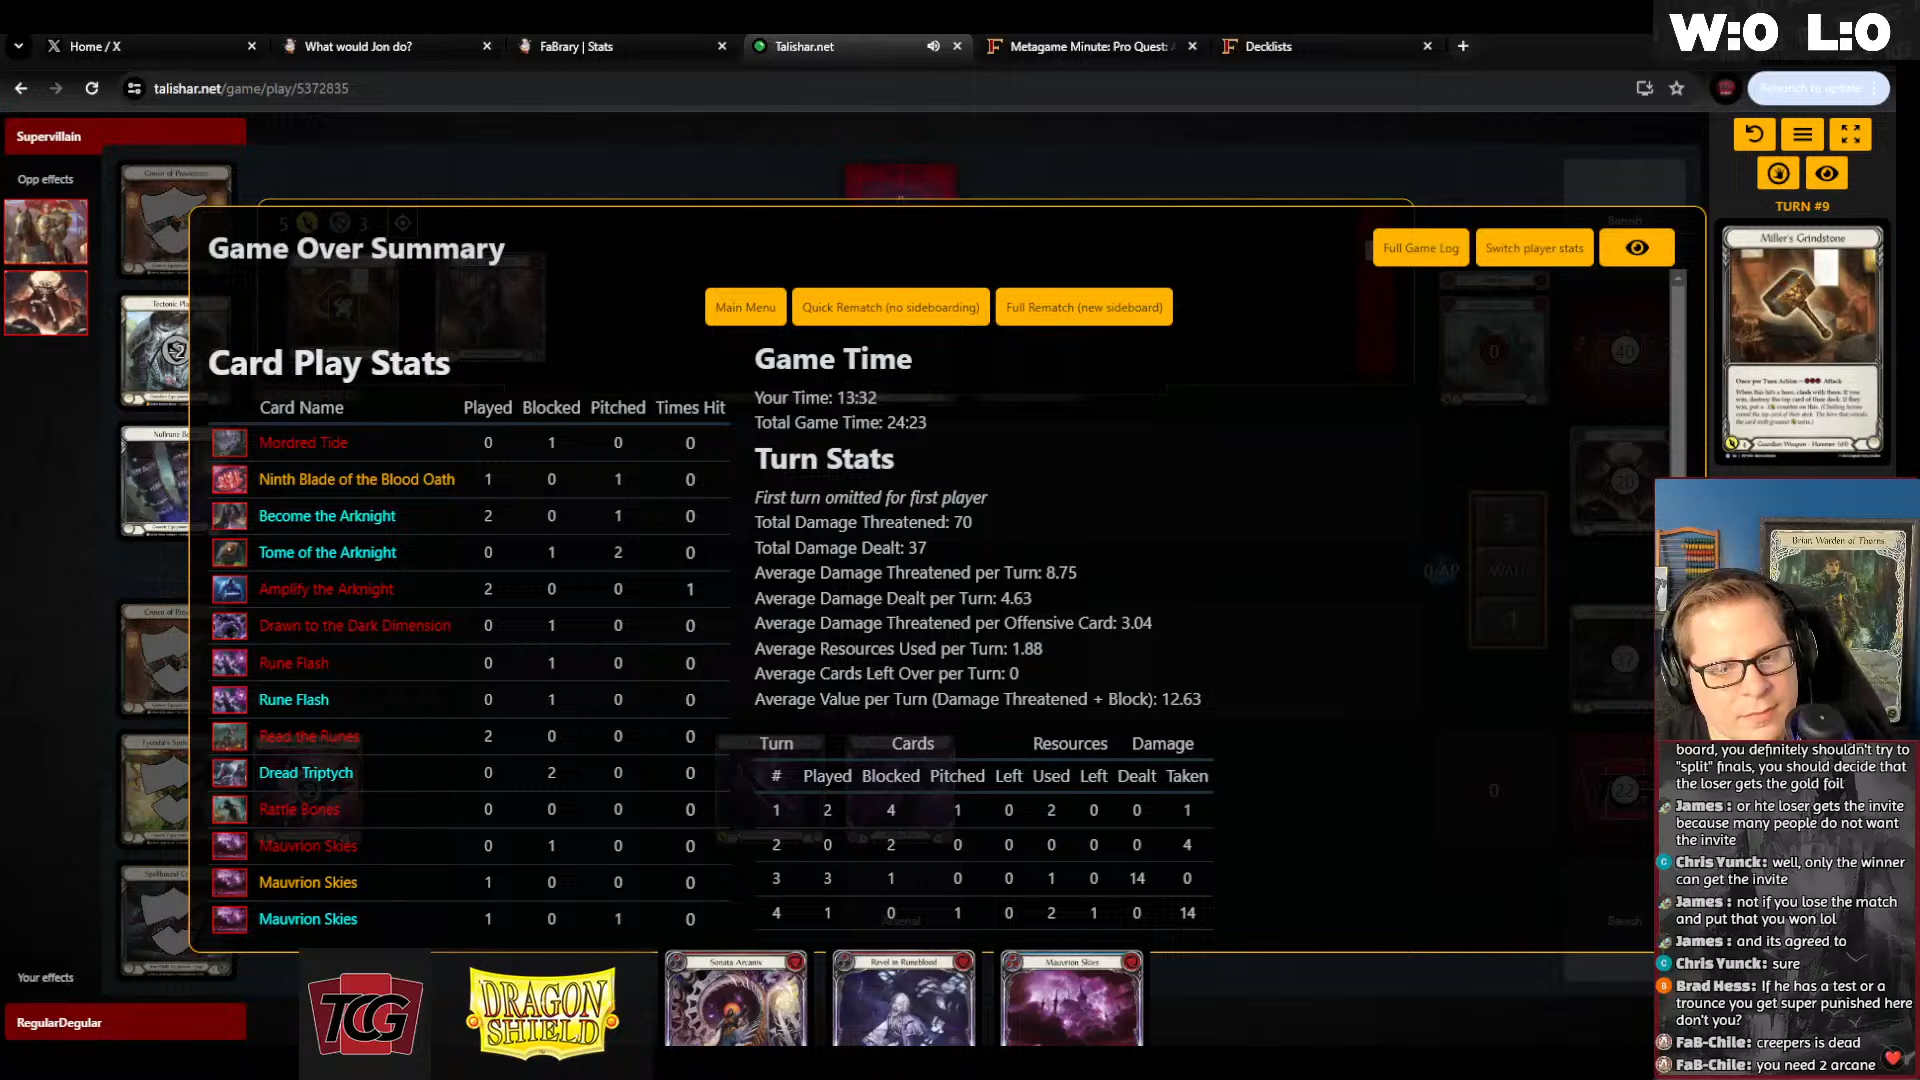 W:0 L:0
Home / X
What would Jon do?
FaBrary | Stats
Talishar.net
Metagame Minute: Pro Quest:
Decklists
talishar.net/game/play/5372835
Relaunch to update
Supervillain
Opp effects
TURN #9
Miller's Grindstone
5
3
Game Over Summary
Full Game Log
Switch player stats
Main Menu
Quick Rematch (no sideboarding)
Full Rematch (new sideboard)
Card Play Stats
Card Name Played Blocked Pitched Times Hit
Mordred Tide 0 1 0 0
Ninth Blade of the Blood Oath 1 0 1 0
Become the Arknight 2 0 1 0
Tome of the Arknight 0 1 2 0
Amplify the Arknight 2 0 0 1
Drawn to the Dark Dimension 0 1 0 0
Rune Flash 0 1 0 0
Rune Flash 0 1 0 0
Read the Runes 2 0 0 0
Dread Triptych 0 2 0 0
Rattle Bones 0 0 0 0
Mauvrion Skies 0 1 0 0
Mauvrion Skies 1 0 0 0
Mauvrion Skies 1 0 1 0
Game Time
Your Time: 13:32
Total Game Time: 24:23
Turn Stats
First turn omitted for first player
Total Damage Threatened: 70
Total Damage Dealt: 37
Average Damage Threatened per Turn: 8.75
Average Damage Dealt per Turn: 4.63
Average Damage Threatened per Offensive Card: 3.04
Average Resources Used per Turn: 1.88
Average Cards Left Over per Turn: 0
Average Value per Turn (Damage Threatened + Block): 12.63
Turn Cards Resources Damage
# Played Blocked Pitched Left Used Left Dealt Taken
1 2 4 1 0 2 0 0 1
2 0 2 0 0 0 0 0 4
3 3 1 0 0 1 0 14 0
4 1 0 1 0 2 1 0 14
Your effects
RegularDegular
TCG
DRAGON
SHIELD
Sonata Arcanix
Revel in Runeblood
Mauvrion Skies
Briar, Warden of Thorns
board, you definitely shouldn't try to
"split" finals, you should decide that
the loser gets the gold foil
James : or hte loser gets the invite
because many people do not want
the invite
Chris Yunck: well, only the winner
can get the invite
James : not if you lose the match
and put that you won lol
James : and its agreed to
Chris Yunck: sure
Brad Hess: If he has a test or a
trounce you get super punished here
don't you?
FaB-Chile: creepers is dead
FaB-Chile: you need 2 arcane